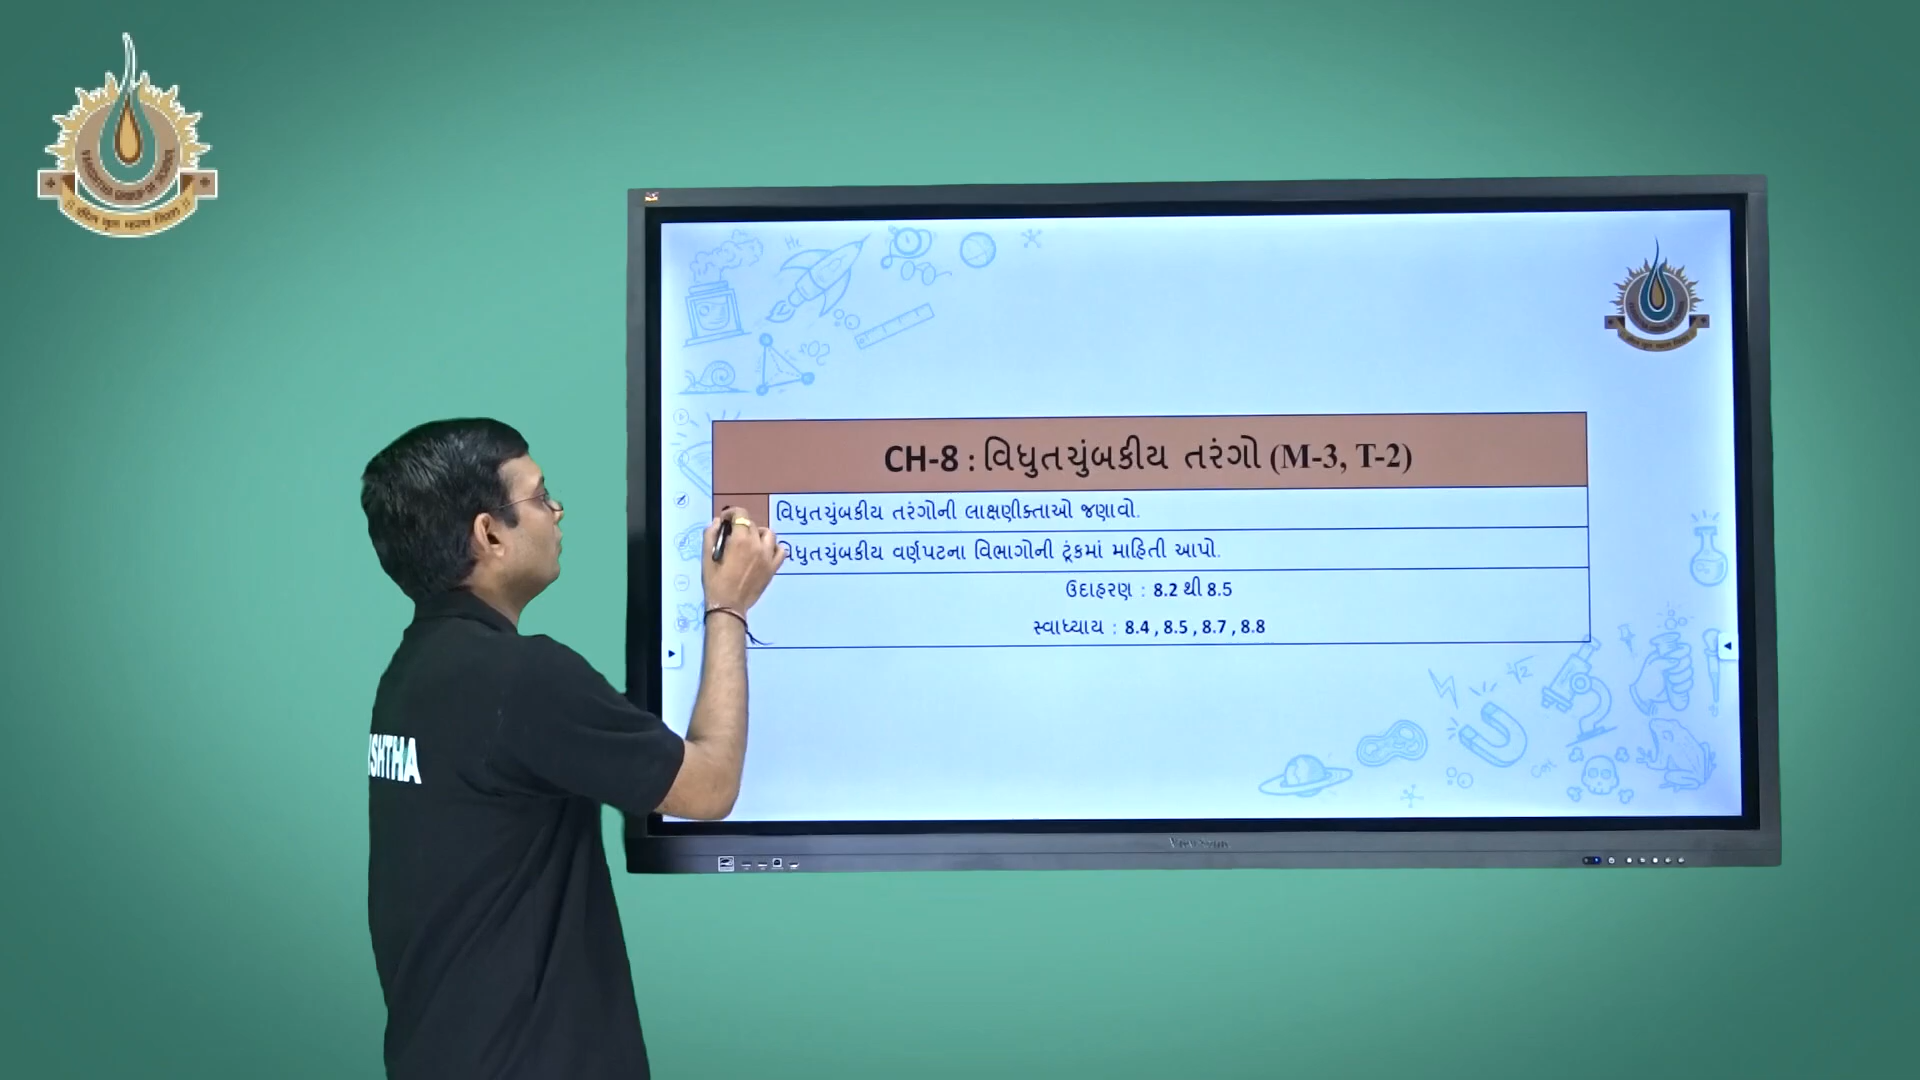 CH-8 : વિધુતચુંબકીય તરંગો (M-3, T-2)
વિધુતચુંબકીય તરંગોની લાક્ષણીક્તાઓ જણાવો.
વિધુતચુંબકીય વર્ણપટના વિભાગોની ટૂંકમાં માહિતી આપો.
ઉદાહરણ : 8.2 થી 8.5
સ્વાધ્યાય : 8.4 , 8.5 , 8.7 , 8.8
ISHTHA